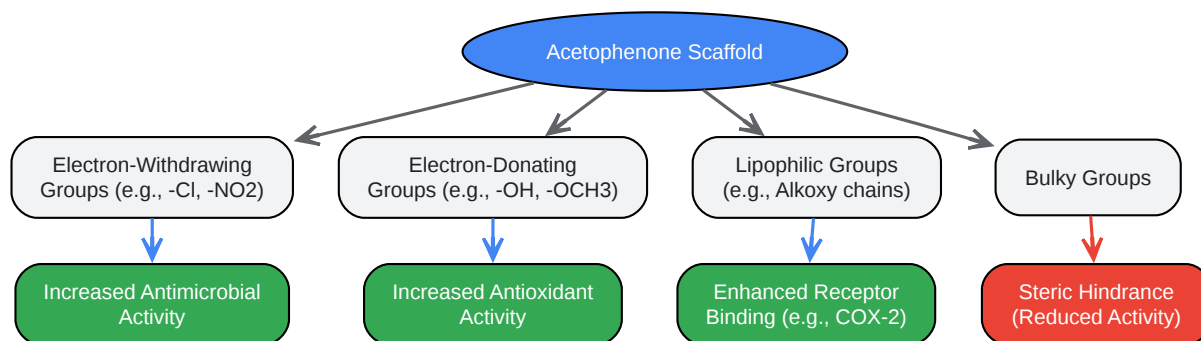 Acetophenone Scaffold
Electron-Withdrawing
Groups (e.g., -Cl, -NO2)
Electron-Donating
Groups (e.g., -OH, -OCH3)
Lipophilic Groups
(e.g., Alkoxy chains)
Bulky Groups
Increased Antimicrobial
Activity
Increased Antioxidant
Activity
Enhanced Receptor
Binding (e.g., COX-2)
Steric Hindrance
(Reduced Activity)